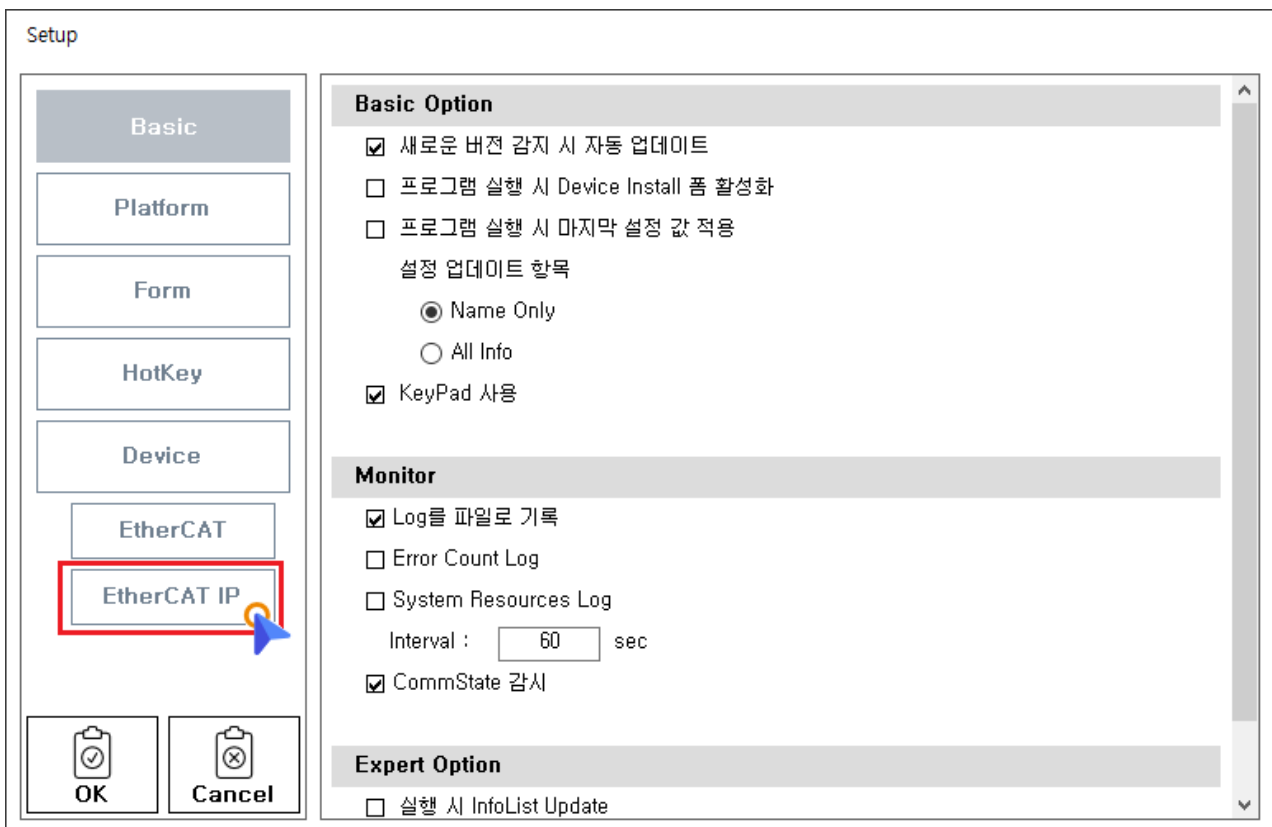 Setup
Basic
Platform
Form
HotKey
Device
EtherCAT
EtherCAT IP
OK
Cancel
Basic Option
새로운 버전 감지 시 자동 업데이트
프로그램 실행 시 Device Install 폼 활성화
프로그램 실행 시 마지막 설정 값 적용
설정 업데이트 항목
Name Only
All Info
KeyPad 사용
Monitor
Log를 파일로 기록
Error Count Log
System Resources Log
Interval : 60 sec
CommState 감시
Expert Option
실행 시 InfoList Update